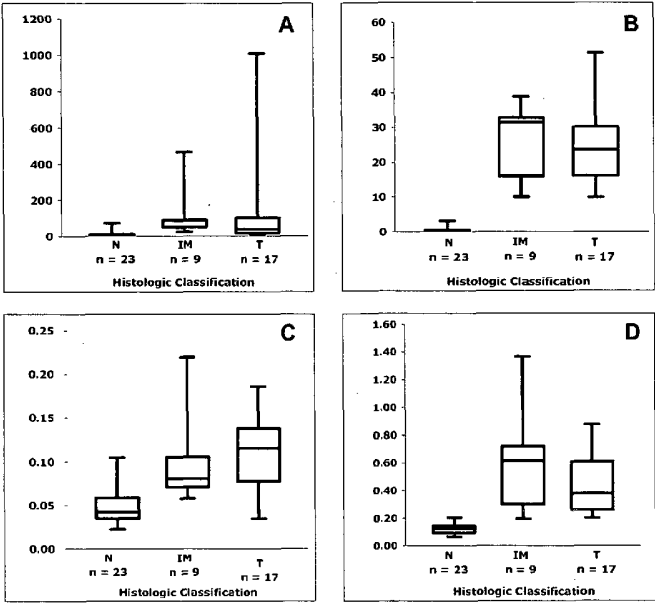 A
1200
1000
800
600
400
200
0
N IM T
n = 23 n = 9 n = 17
Histologic Classification
B
60
50
40
30
20
10
0
N IM T
n = 23 n = 9 n = 17
Histologic Classification
C
0.25
0.20
0.15
0.10
0.05
0.00
N IM T
n = 23 n = 9 n = 17
Histologic Classification
D
1.60
1.40
1.20
1.00
0.80
0.60
0.40
0.20
0.00
N IM T
n = 23 n = 9 n = 17
Histologic Classification